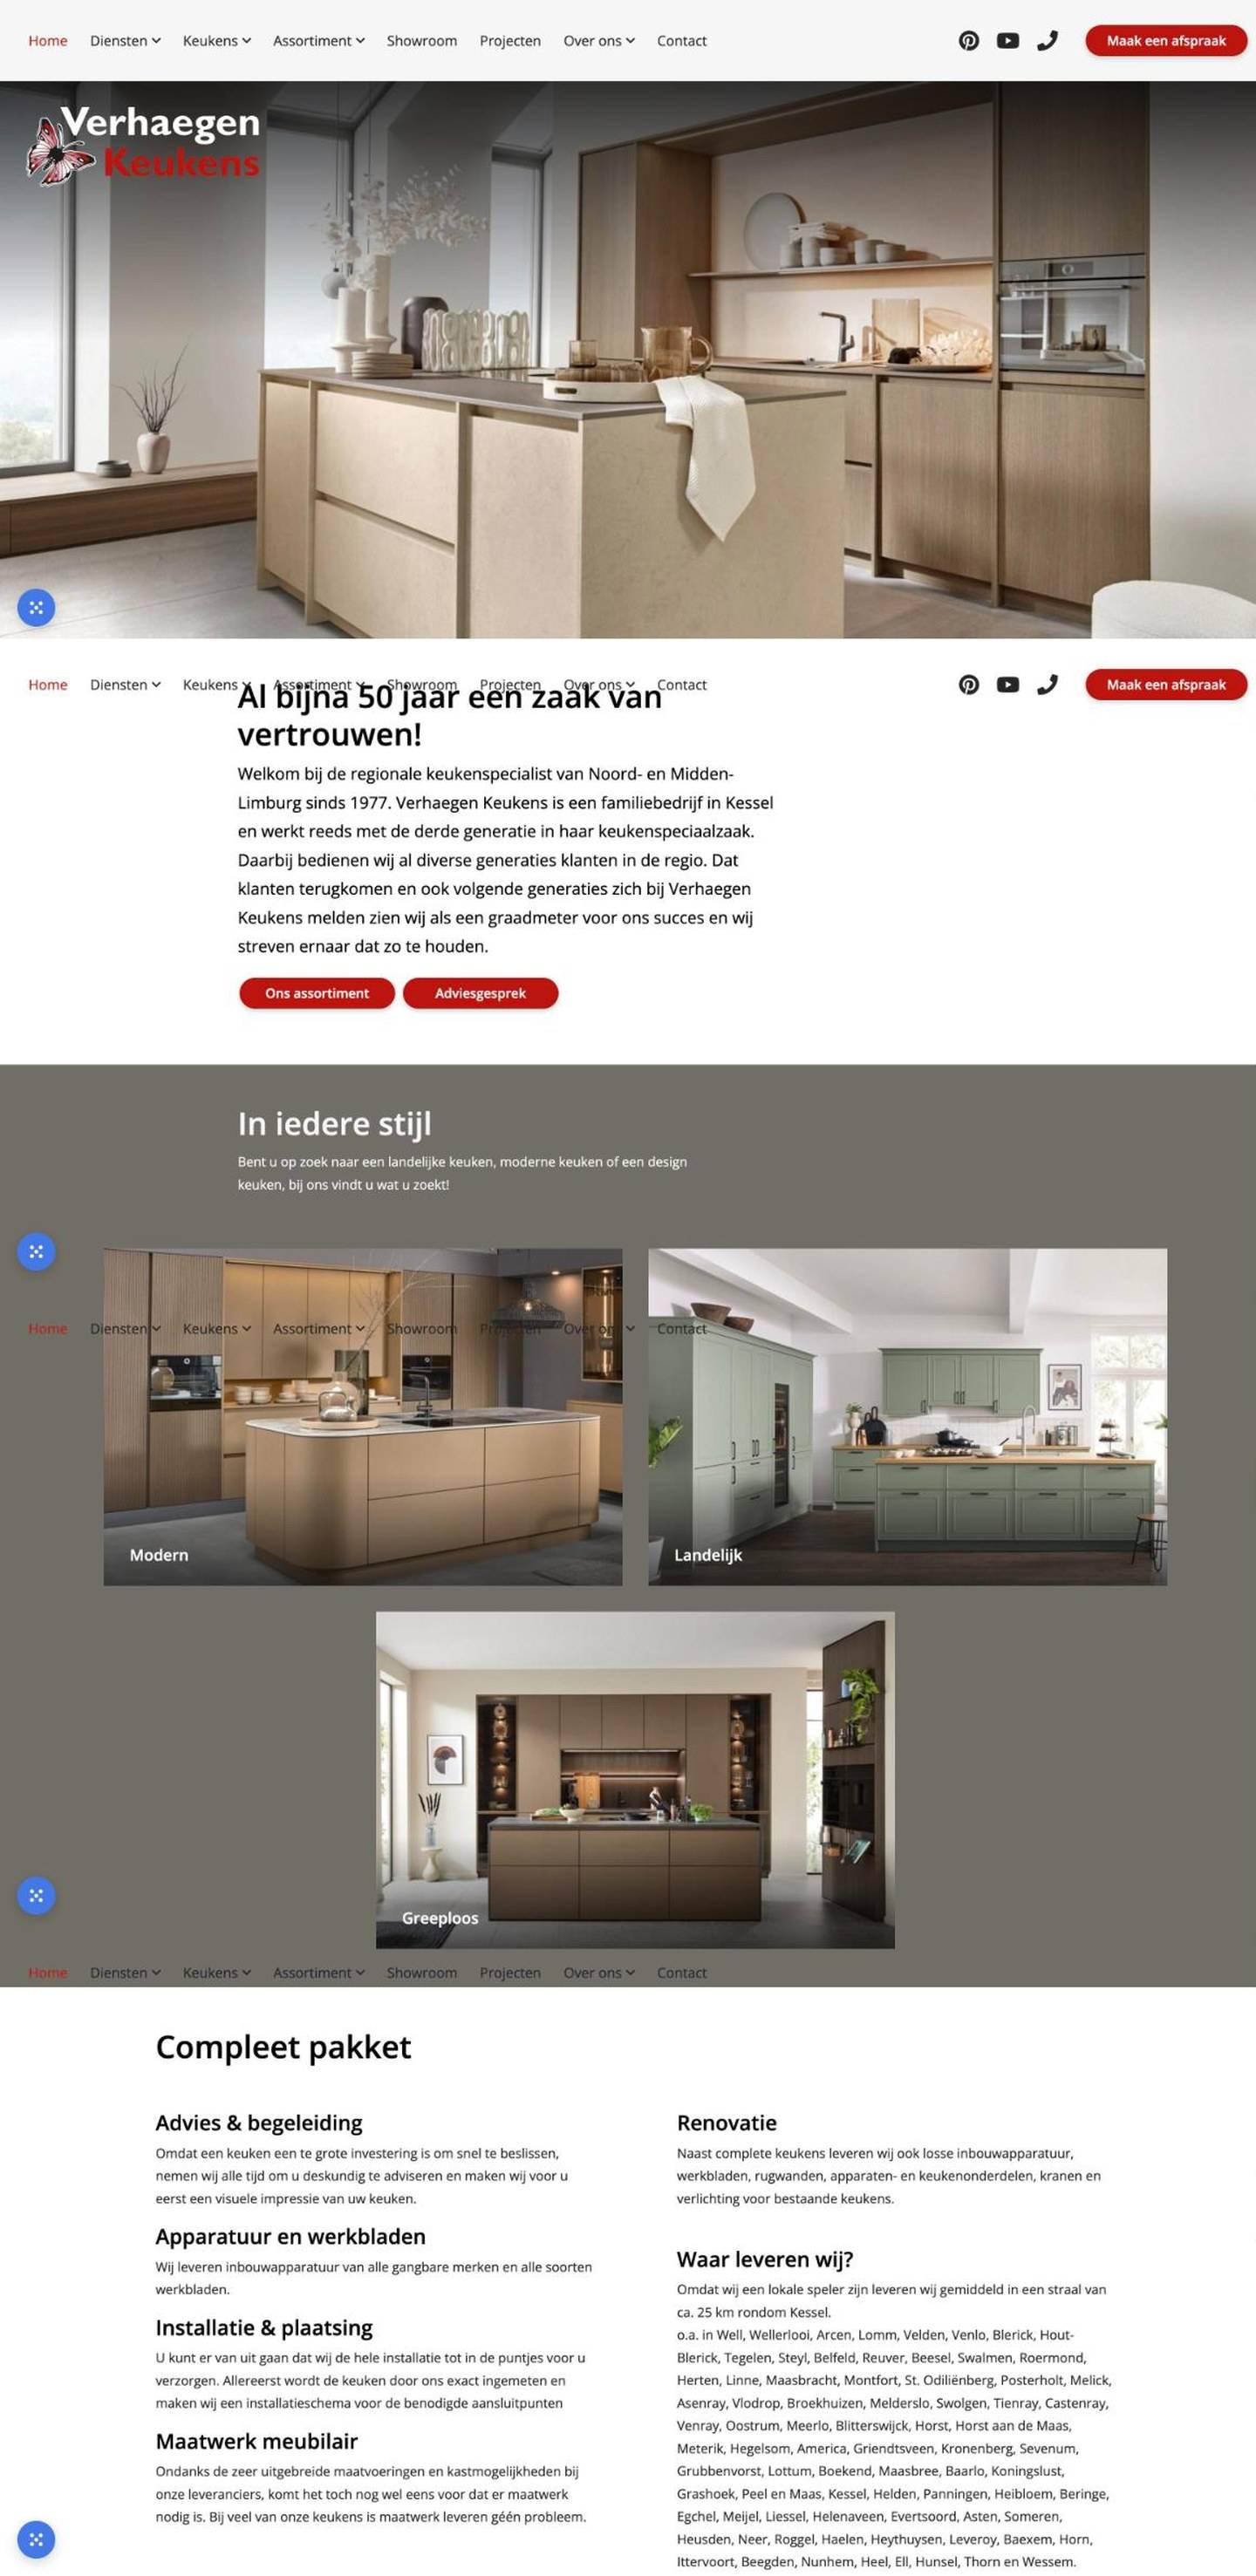 Home Diensten Keukens Assortiment Showroom Projecten Over ons Contact Maak een afspraak
Verhaegen
Keukens
Home Diensten Keukens Assortiment Showroom Projecten Over ons Contact Maak een afspraak
Al bijna 50 jaar een zaak van
vertrouwen!
Welkom bij de regionale keukenspecialist van Noord- en Midden-
Limburg sinds 1977. Verhaegen Keukens is een familiebedrijf in Kessel
en werkt reeds met de derde generatie in haar keukenspeciaalzaak.
Daarbij bedienen wij al diverse generaties klanten in de regio. Dat
klanten terugkomen en ook volgende generaties zich bij Verhaegen
Keukens melden zien wij als een graadmeter voor ons succes en wij
streven ernaar dat zo te houden.
Ons assortiment Adviesgesprek
In iedere stijl
Bent u op zoek naar een landelijke keuken, moderne keuken of een design
keuken, bij ons vindt u wat u zoekt!
Home Diensten Keukens Assortiment Showroom Projecten Over ons Contact
Modern
Landelijk
Greeploos
Home Diensten Keukens Assortiment Showroom Projecten Over ons Contact
Compleet pakket
Advies & begeleiding
Omdat een keuken een te grote investering is om snel te beslissen,
nemen wij alle tijd om u deskundig te adviseren en maken wij voor u
eerst een visuele impressie van uw keuken.
Apparatuur en werkbladen
Wij leveren inbouwapparatuur van alle gangbare merken en alle soorten
werkbladen.
Installatie & plaatsing
U kunt er van uit gaan dat wij de hele installatie tot in de puntjes voor u
verzorgen. Allereerst wordt de keuken door ons exact ingemeten en
maken wij een installatieschema voor de benodigde aansluitpunten
Maatwerk meubilair
Ondanks de zeer uitgebreide maatvoeringen en kastmogelijkheden bij
onze leveranciers, komt het toch nog wel eens voor dat er maatwerk
nodig is. Bij veel van onze keukens is maatwerk leveren géén probleem.
Renovatie
Naast complete keukens leveren wij ook losse inbouwapparatuur,
werkbladen, rugwanden, apparaten- en keukenonderdelen, kranen en
verlichting voor bestaande keukens.
Waar leveren wij?
Omdat wij een lokale speler zijn leveren wij gemiddeld in een straal van
ca. 25 km rondom Kessel.
o.a. in Well, Wellerlooi, Arcen, Lomm, Velden, Venlo, Blerick, Hout-
Blerick, Tegelen, Steyl, Belfeld, Reuver, Beesel, Swalmen, Roermond,
Herten, Linne, Maasbracht, Montfort, St. Odiliënberg, Posterholt, Melick,
Asenray, Vlodrop, Broekhuizen, Melderslo, Swolgen, Tienray, Castenray,
Venray, Oostrum, Meerlo, Blitterswijck, Horst, Horst aan de Maas,
Meterik, Hegelsom, America, Griendtsveen, Kronenberg, Sevenum,
Grubbenvorst, Lottum, Boekend, Maasbree, Baarlo, Koningslust,
Grashoek, Peel en Maas, Kessel, Helden, Panningen, Heibloem, Beringe,
Egchel, Meijel, Liessel, Helenaveen, Evertsoord, Asten, Someren,
Heusden, Neer, Roggel, Haelen, Heythuysen, Leveroy, Baexem, Horn,
Ittervoort, Beegden, Nunhem, Heel, Ell, Hunsel, Thorn en Wessem.